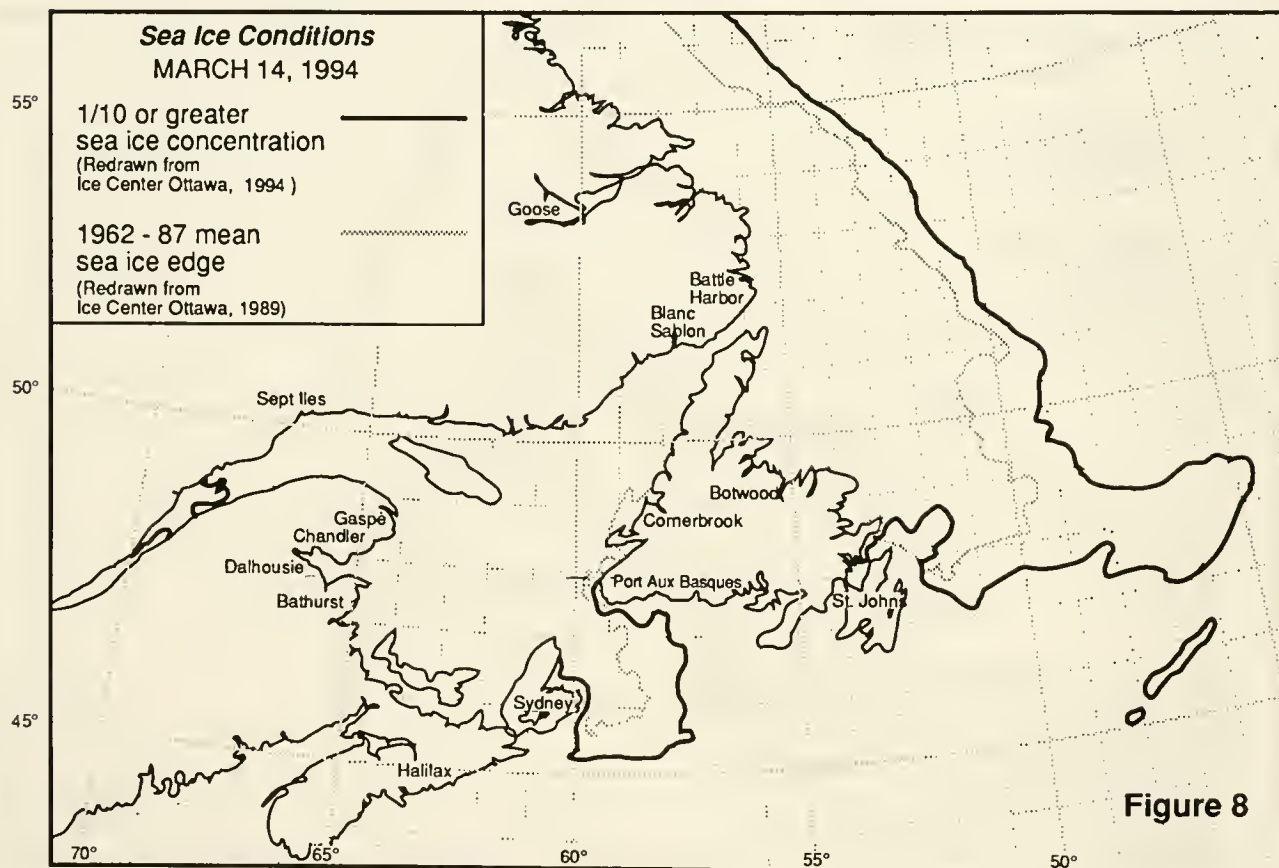 Sea Ice Conditions
MARCH 14, 1994
1/10 or greater
sea ice concentration
(Redrawn from
Ice Center Ottawa, 1994 )
1962 - 87 mean
sea ice edge
(Redrawn from
Ice Center Ottawa, 1989)
55°
50°
45°
Goose
Battle
Harbor
Blanc
Sablon
Sept Iles
Gaspé
Chandler
Dalhousie
Bathurst
Botwood
Cornerbrook
Port Aux Basques
St. Johns
Sydney
Halifax
Figure 8
70°
65°
60°
55°
50°